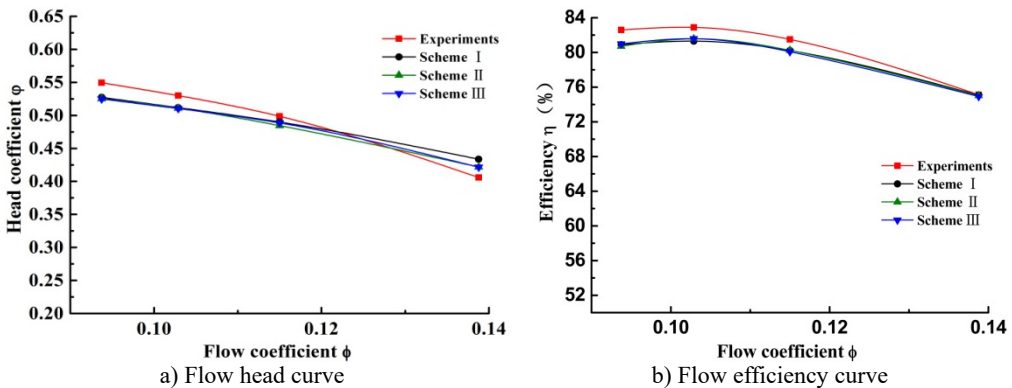 0.65
0.60
0.55
0.50
0.45
0.40
0.35
0.30
0.25
0.20
Head coefficient φ
Experiments
Scheme Ⅰ
Scheme Ⅱ
Scheme Ⅲ
0.10
0.12
0.14
Flow coefficient ϕ
a) Flow head curve
84
80
76
72
68
64
60
56
52
Efficiency η (%)
Experiments
Scheme Ⅰ
Scheme Ⅱ
Scheme Ⅲ
0.10
0.12
0.14
Flow coefficient ϕ
b) Flow efficiency curve